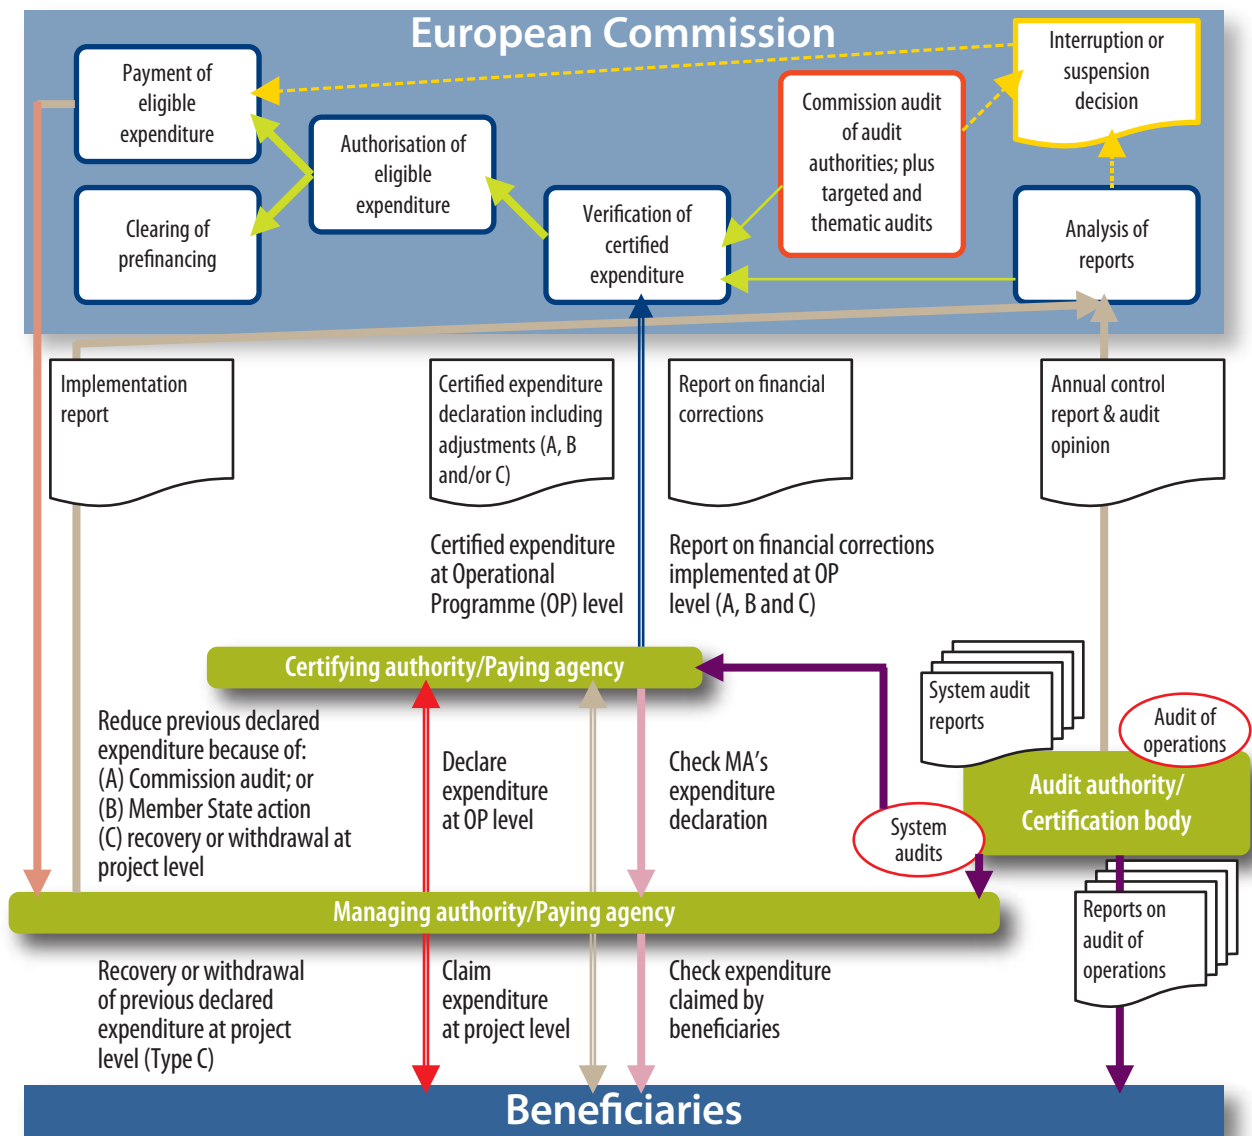 European Commission
Payment of
eligible
expenditure
Clearing of
prefinancing
Authorisation of
eligible
expenditure
Verification of
certified
expenditure
Commission audit
of audit
authorities; plus
targeted and
thematic audits
Interruption or
suspension
decision
Analysis of
reports
Implementation
report
Certified expenditure
declaration including
adjustments (A, B
and/or C)
Report on financial
corrections
Annual control
report & audit
opinion
Certified expenditure
at Operational
Programme (OP) level
Report on financial corrections
implemented at OP
level (A, B and C)
Certifying authority/Paying agency
System audit
reports
Audit of
operations
Audit authority/
Certification body
System
audits
Reduce previous declared
expenditure because of:
(A) Commission audit; or
(B) Member State action
(C) recovery or withdrawal at
project level
Declare
expenditure
at OP level
Check MA's
expenditure
declaration
Managing authority/Paying agency
Reports on
audit of
operations
Recovery or withdrawal
of previous declared
expenditure at project
level (Type C)
Claim
expenditure
at project level
Check expenditure
claimed by
beneficiaries
Beneficiaries